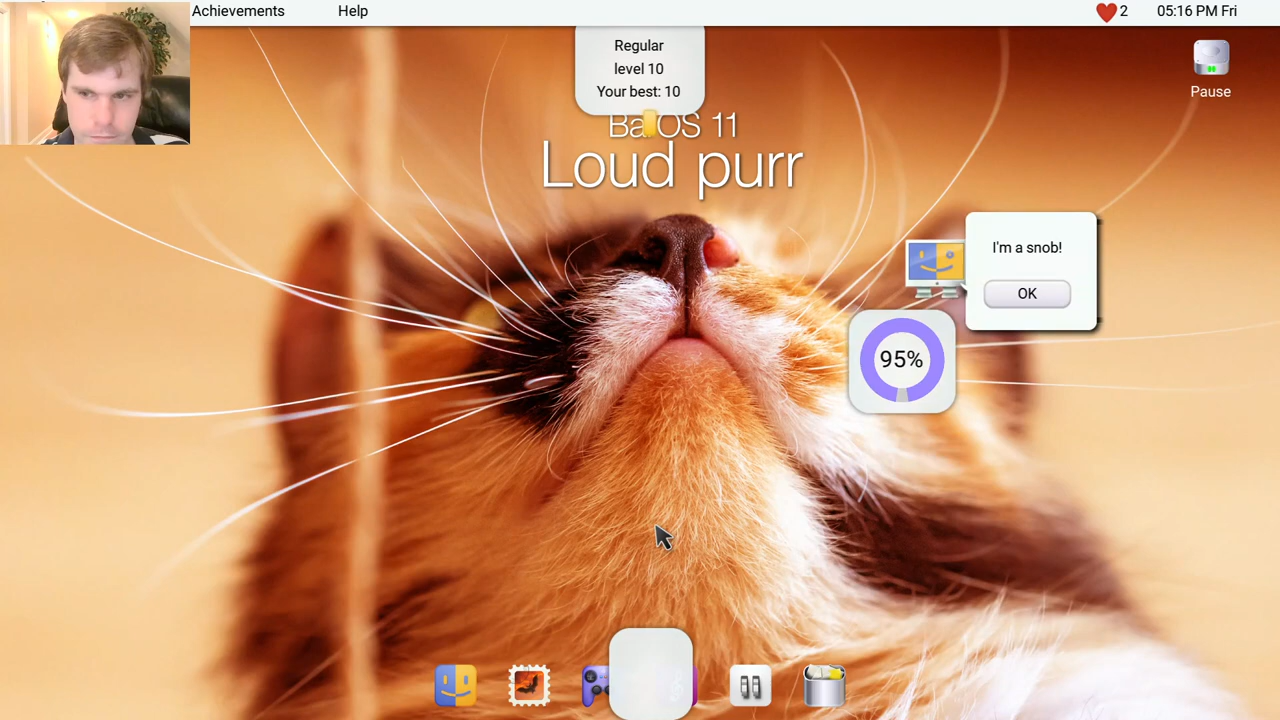 Achievements Help 2 05:16 PM Fri
Regular
level 10
Your best: 10
Pause
Loud purr
I'm a snob!
OK
95%